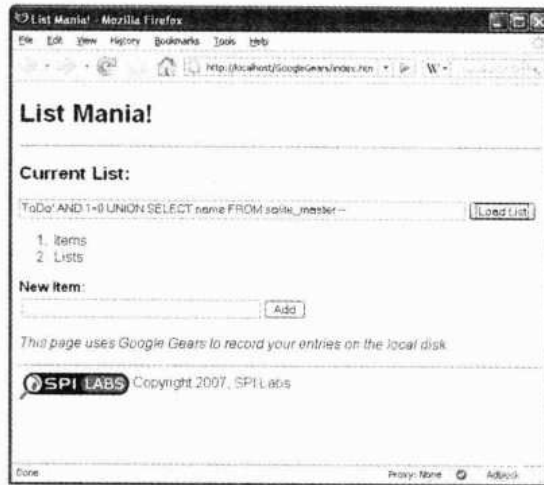 List Mania! - Mozilla Firefox
File Edit View History Bookmarks Tools Help
http://localhost/GoogleGears/index.htm W
List Mania!
Current List:
ToDo' AND 1=0 UNION SELECT name FROM sqlite_master-- Load List
1. Items
2 Lists
New Item:
Add
This page uses Google Gears to record your entries on the local disk
SPI LABS Copyright 2007, SPI Labs
Done Proxy: None Adblock